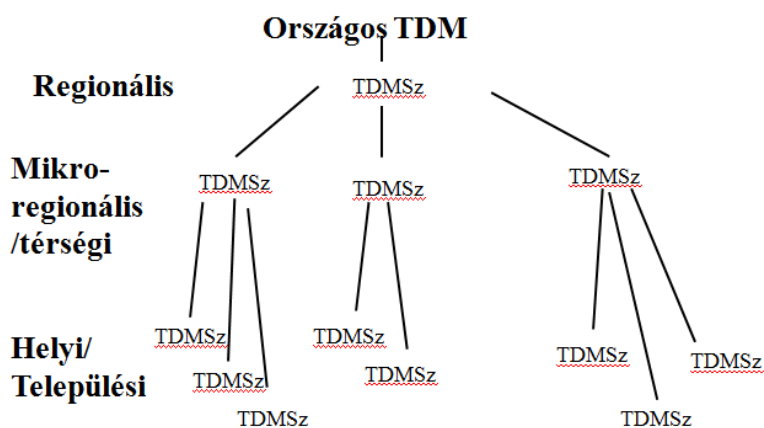 Országos TDM
Regionális
TDMSz
Mikro-
regionális
/térségi
TDMSz
TDMSz
TDMSz
Helyi/
Települési
TDMSz
TDMSz
TDMSz
TDMSz
TDMSz
TDMSz
TDMSz
TDMSz